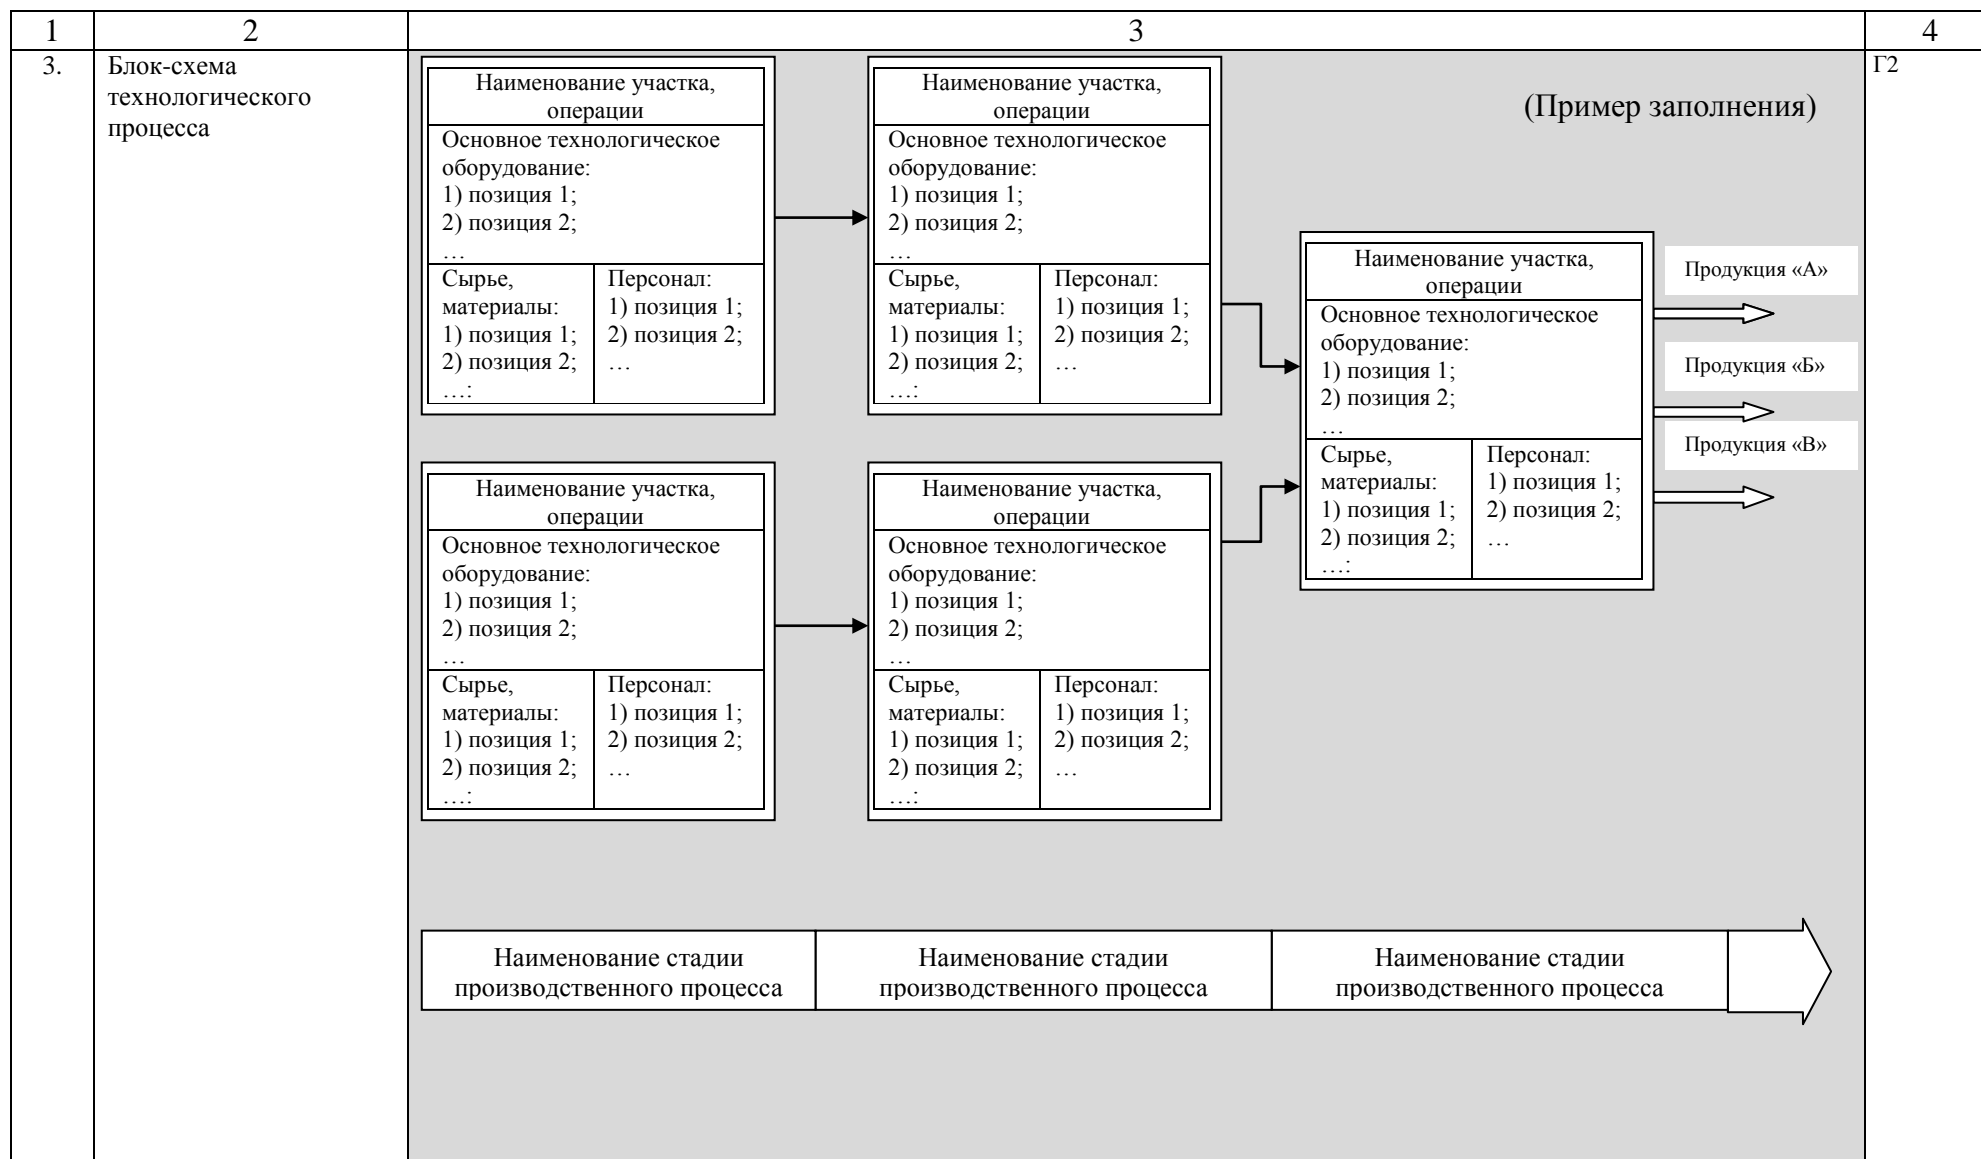 1
2
3
4
3.
Блок-схема
технологического
процесса
Г2
(Пример заполнения)
Наименование участка,
операции
Основное технологическое
оборудование:
1) позиция 1;
2) позиция 2;
…
Сырье,
материалы:
1) позиция 1;
2) позиция 2;
…:
Персонал:
1) позиция 1;
2) позиция 2;
…
Наименование участка,
операции
Основное технологическое
оборудование:
1) позиция 1;
2) позиция 2;
…
Сырье,
материалы:
1) позиция 1;
2) позиция 2;
…:
Персонал:
1) позиция 1;
2) позиция 2;
…
Наименование участка,
операции
Основное технологическое
оборудование:
1) позиция 1;
2) позиция 2;
…
Сырье,
материалы:
1) позиция 1;
2) позиция 2;
…:
Персонал:
1) позиция 1;
2) позиция 2;
…
Продукция «А»
Продукция «Б»
Продукция «В»
Наименование участка,
операции
Основное технологическое
оборудование:
1) позиция 1;
2) позиция 2;
…
Сырье,
материалы:
1) позиция 1;
2) позиция 2;
…:
Персонал:
1) позиция 1;
2) позиция 2;
…
Наименование участка,
операции
Основное технологическое
оборудование:
1) позиция 1;
2) позиция 2;
…
Сырье,
материалы:
1) позиция 1;
2) позиция 2;
…:
Персонал:
1) позиция 1;
2) позиция 2;
…
Наименование стадии
производственного процесса
Наименование стадии
производственного процесса
Наименование стадии
производственного процесса